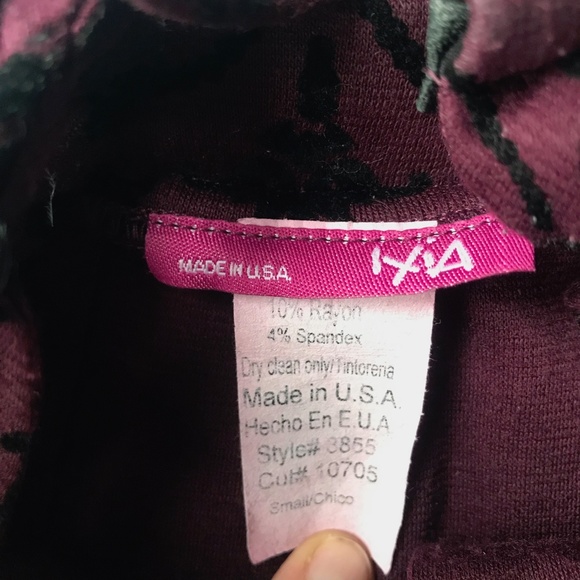 MADE IN U.S.A.
IXIA
10% Rayon
4% Spandex
Dry clean only/Tintoreria
Made in U.S.A.
Hecho En E.U.A
Style# 3855
Cut# 10705
Small/Chico